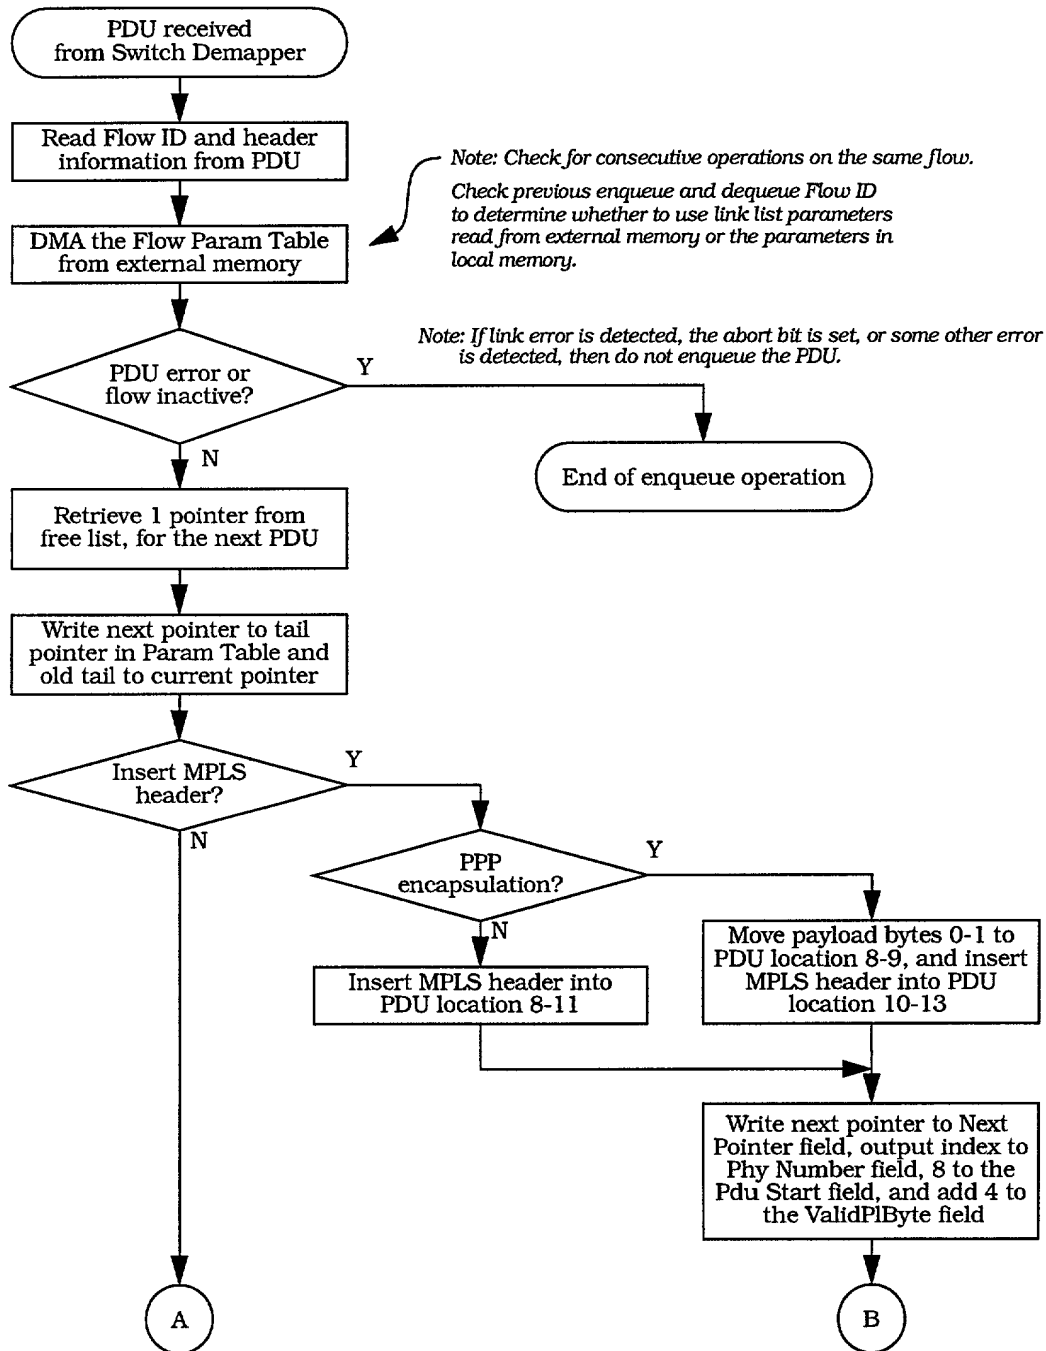 PDU received
from Switch Demapper
Read Flow ID and header
information from PDU
Note: Check for consecutive operations on the same flow.
Check previous enqueue and dequeue Flow ID
to determine whether to use link list parameters
read from external memory or the parameters in
local memory.
DMA the Flow Param Table
from external memory
Note: If link error is detected, the abort bit is set, or some other error
is detected, then do not enqueue the PDU.
PDU error or
flow inactive?
Y
N
End of enqueue operation
Retrieve 1 pointer from
free list, for the next PDU
Write next pointer to tail
pointer in Param Table and
old tail to current pointer
Insert MPLS
header?
Y
N
PPP
encapsulation?
Y
N
Insert MPLS header into
PDU location 8-11
Move payload bytes 0-1 to
PDU location 8-9, and insert
MPLS header into PDU
location 10-13
Write next pointer to Next
Pointer field, output index to
Phy Number field, 8 to the
Pdu Start field, and add 4 to
the ValidPlByte field
A
B